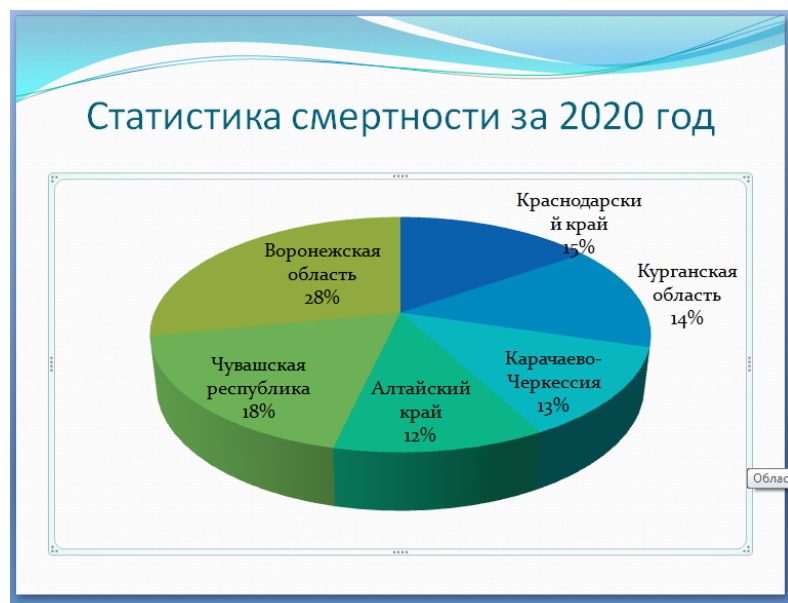 Статистика смертности за 2020 год
Краснодарски
й край
15%
Воронежская
область
28%
Курганская
область
14%
Карачаево-
Черкессия
13%
Чувашская
республика
18%
Алтайский
край
12%